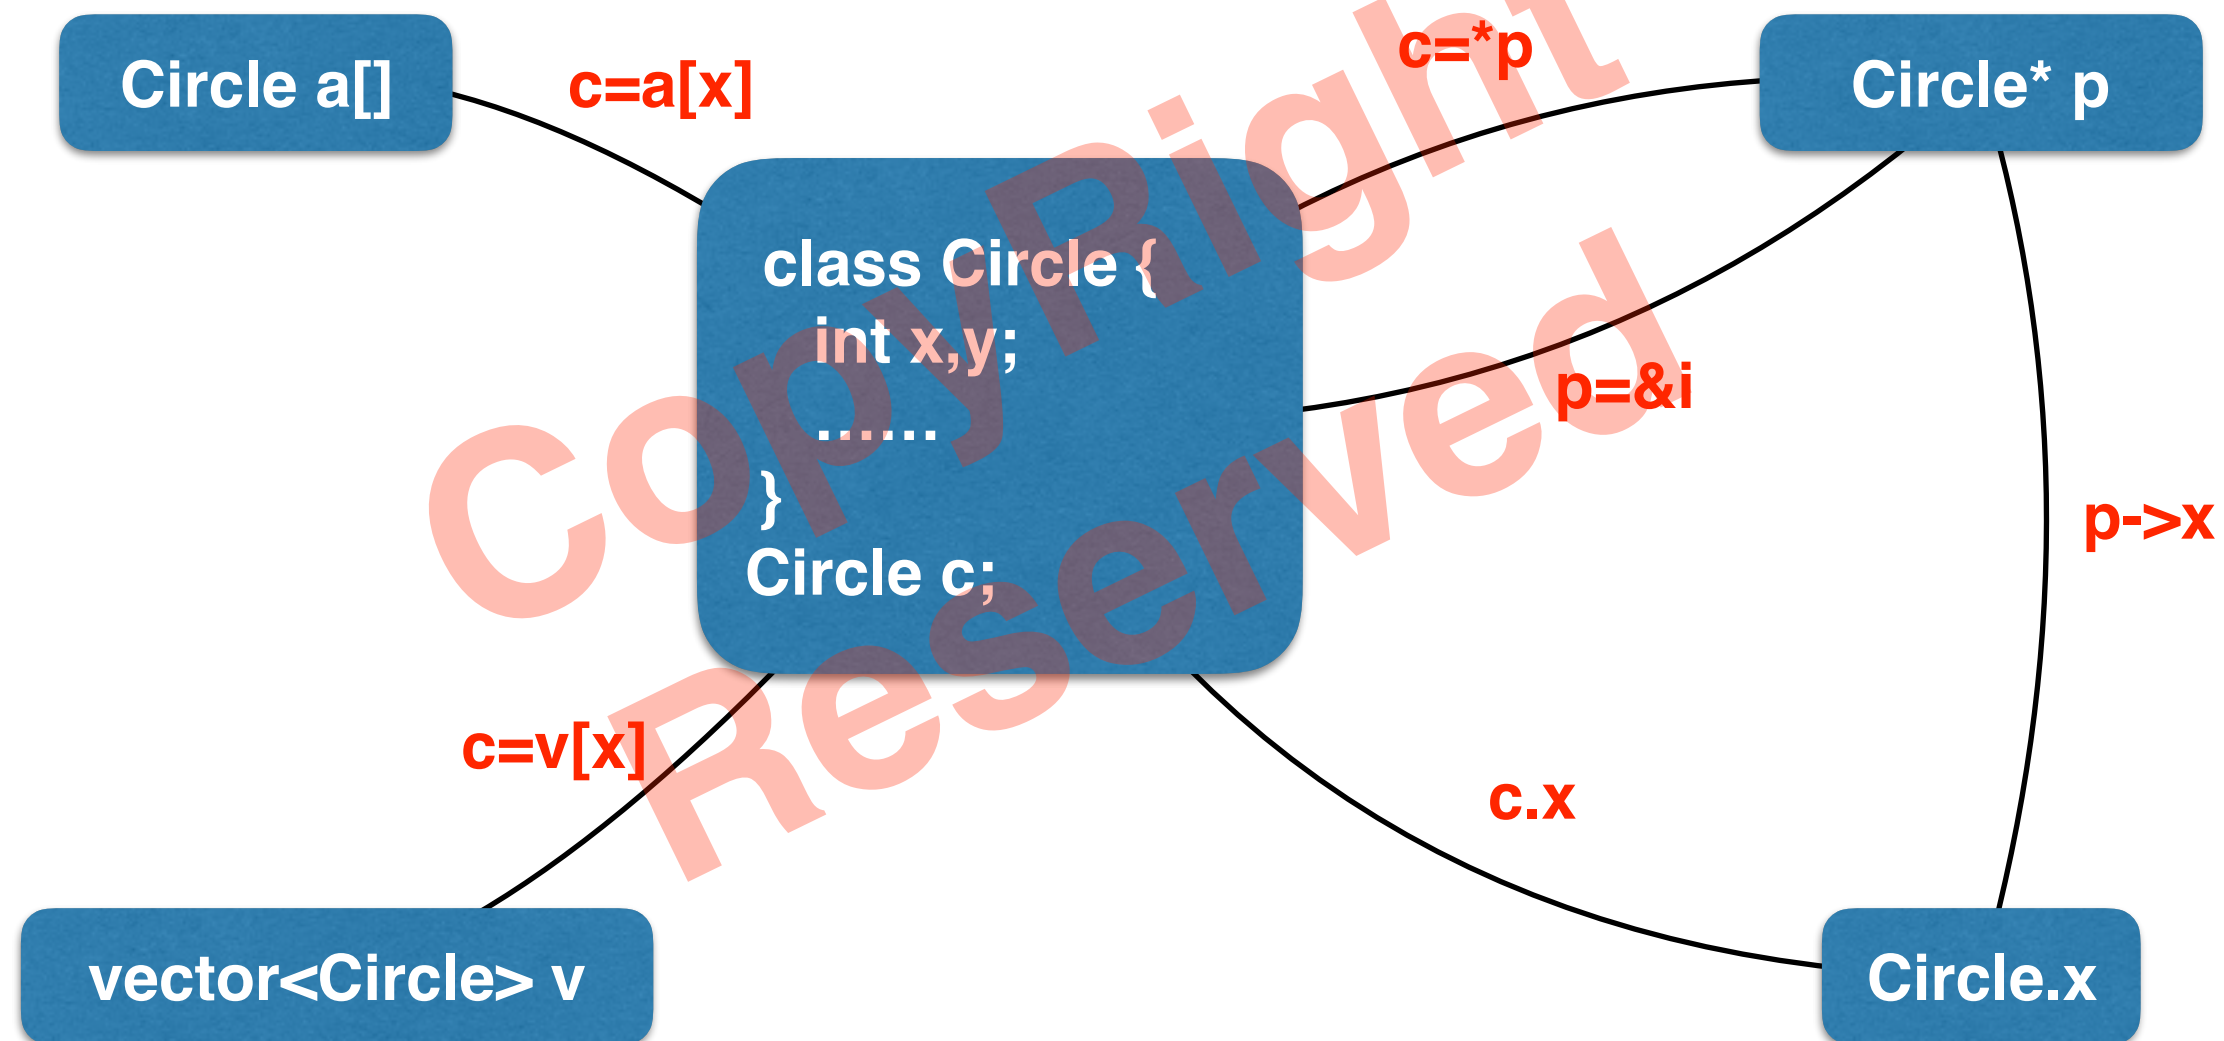 Circle a[]
c=a[x]
c=*p
Circle* p
class Circle {
int x,y;
......
}
Circle c;
p=&i
p->x
c=v[x]
c.x
vector<Circle> v
Circle.x
CopyRight
Reserved